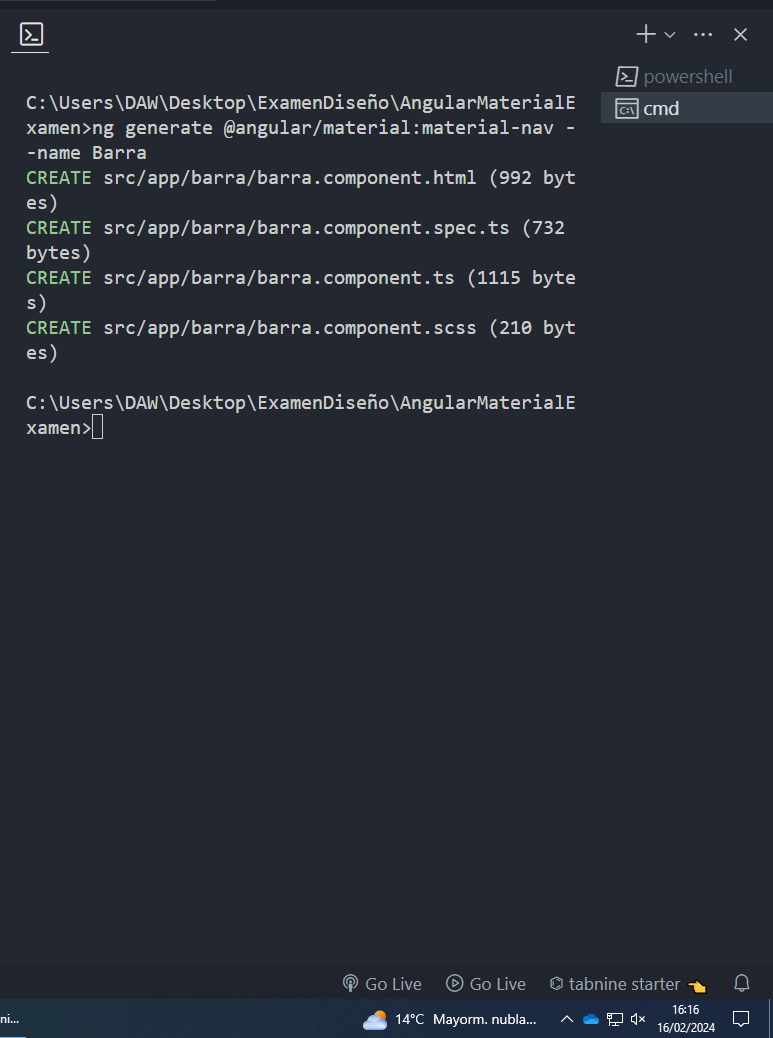 powershell
cmd
C:\Users\DAW\Desktop\ExamenDiseño\AngularMaterialE
xamen>ng generate @angular/material:material-nav -
-name Barra
CREATE src/app/barra/barra.component.html (992 byt
es)
CREATE src/app/barra/barra.component.spec.ts (732
bytes)
CREATE src/app/barra/barra.component.ts (1115 byte
s)
CREATE src/app/barra/barra.component.scss (210 byt
es)
C:\Users\DAW\Desktop\ExamenDiseño\AngularMaterialE
xamen>
Go Live Go Live tabnine starter
ni... 14°C Mayorm. nubla... 16:16
16/02/2024